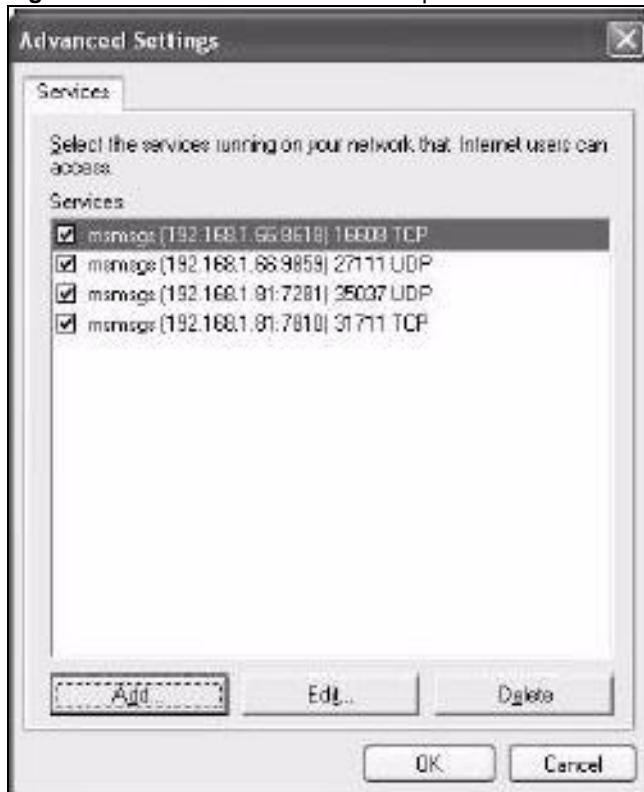 Advanced Settings
Services
Select the services running on your network that Internet users can
access.
Services
msmsgs (192.168.1.66:8618) 16608 TCP
msmsgs (192.168.1.66:9859) 27111 UDP
msmsgs (192.168.1.81:7281) 35037 UDP
msmsgs (192.168.1.81:7810) 31711 TCP
Add...
Edit...
Delete
OK
Cancel